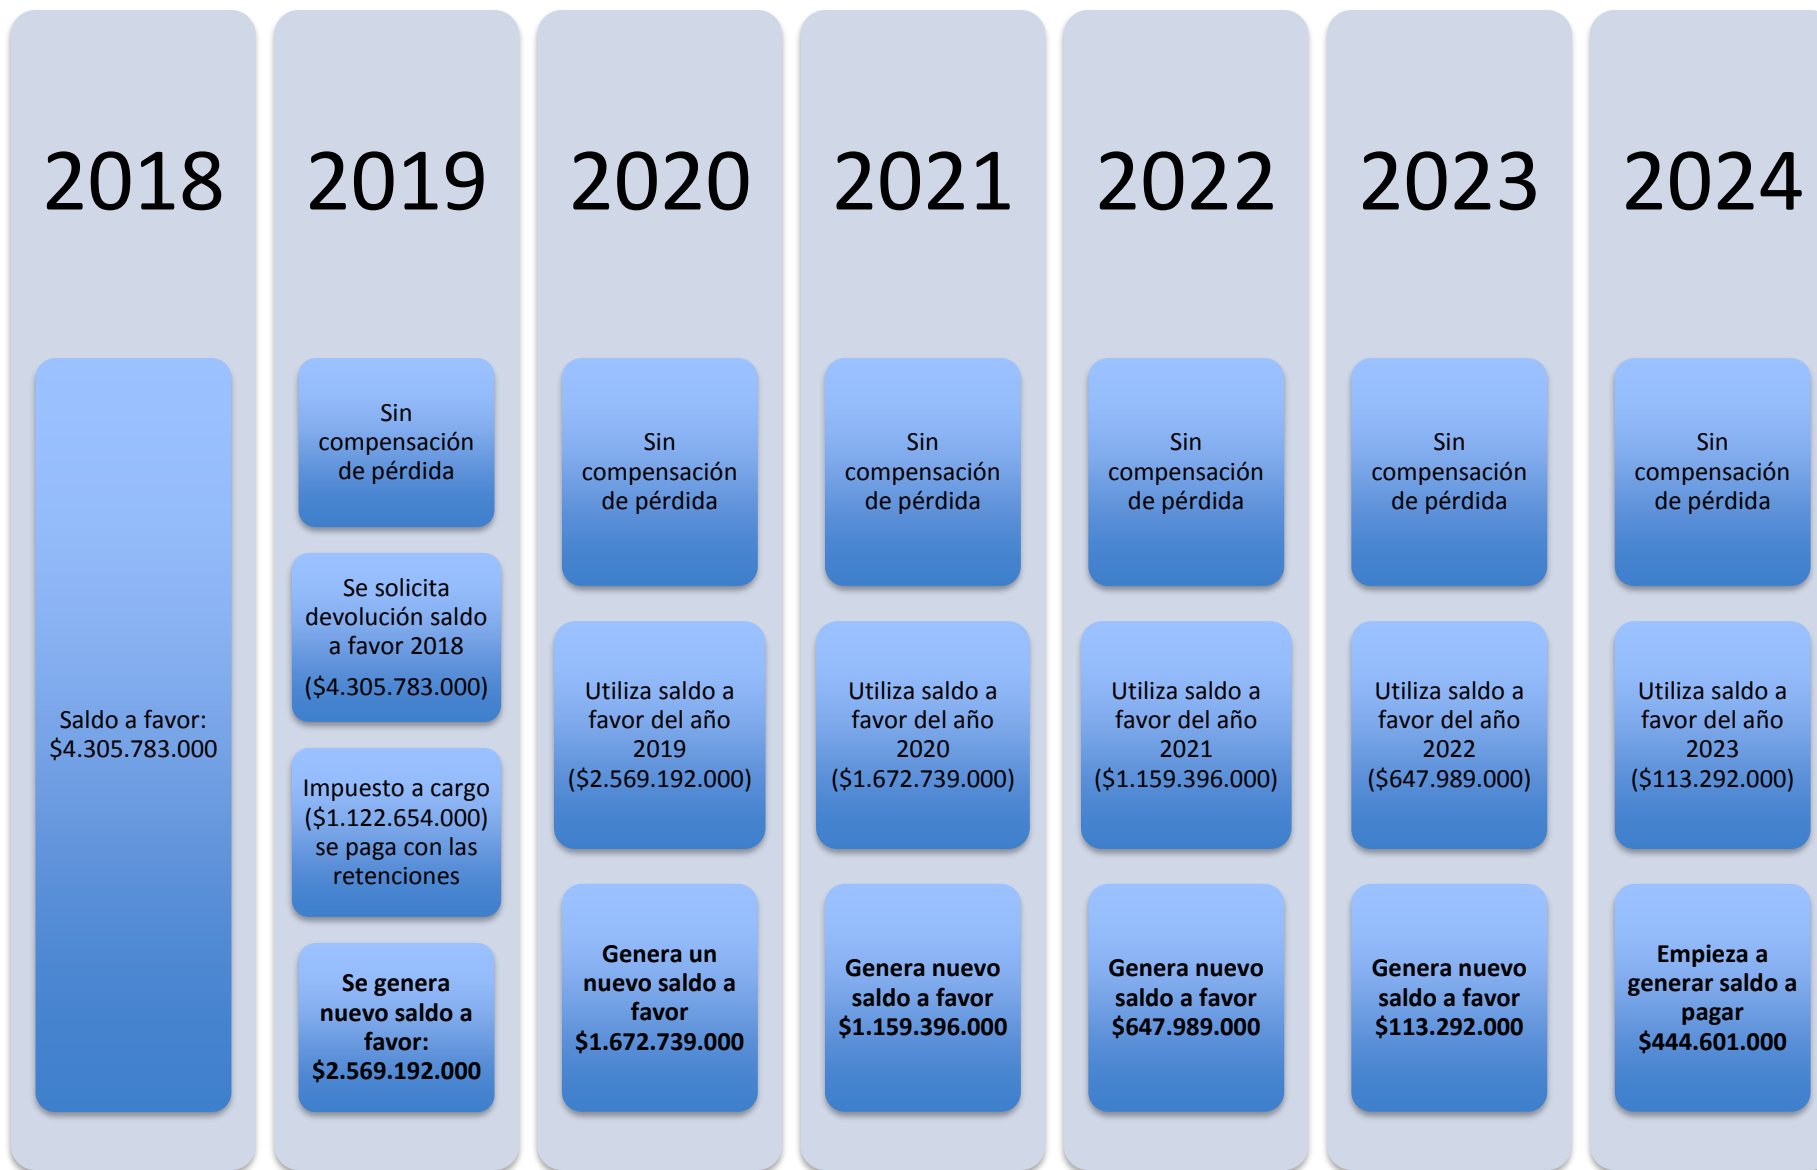 2018
Saldo a favor:
$4.305.783.000
2019
Sin
compensación
de pérdida
Se solicita
devolución saldo
a favor 2018
($4.305.783.000)
Impuesto a cargo
($1.122.654.000)
se paga con las
retenciones
Se genera
nuevo saldo a
favor:
$2.569.192.000
2020
Sin
compensación
de pérdida
Utiliza saldo a
favor del año
2019
($2.569.192.000)
Genera un
nuevo saldo a
favor
$1.672.739.000
2021
Sin
compensación
de pérdida
Utiliza saldo a
favor del año
2020
($1.672.739.000)
Genera nuevo
saldo a favor
$1.159.396.000
2022
Sin
compensación
de pérdida
Utiliza saldo a
favor del año
2021
($1.159.396.000)
Genera nuevo
saldo a favor
$647.989.000
2023
Sin
compensación
de pérdida
Utiliza saldo a
favor del año
2022
($647.989.000)
Genera nuevo
saldo a favor
$113.292.000
2024
Sin
compensación
de pérdida
Utiliza saldo a
favor del año
2023
($113.292.000)
Empieza a
generar saldo a
pagar
$444.601.000